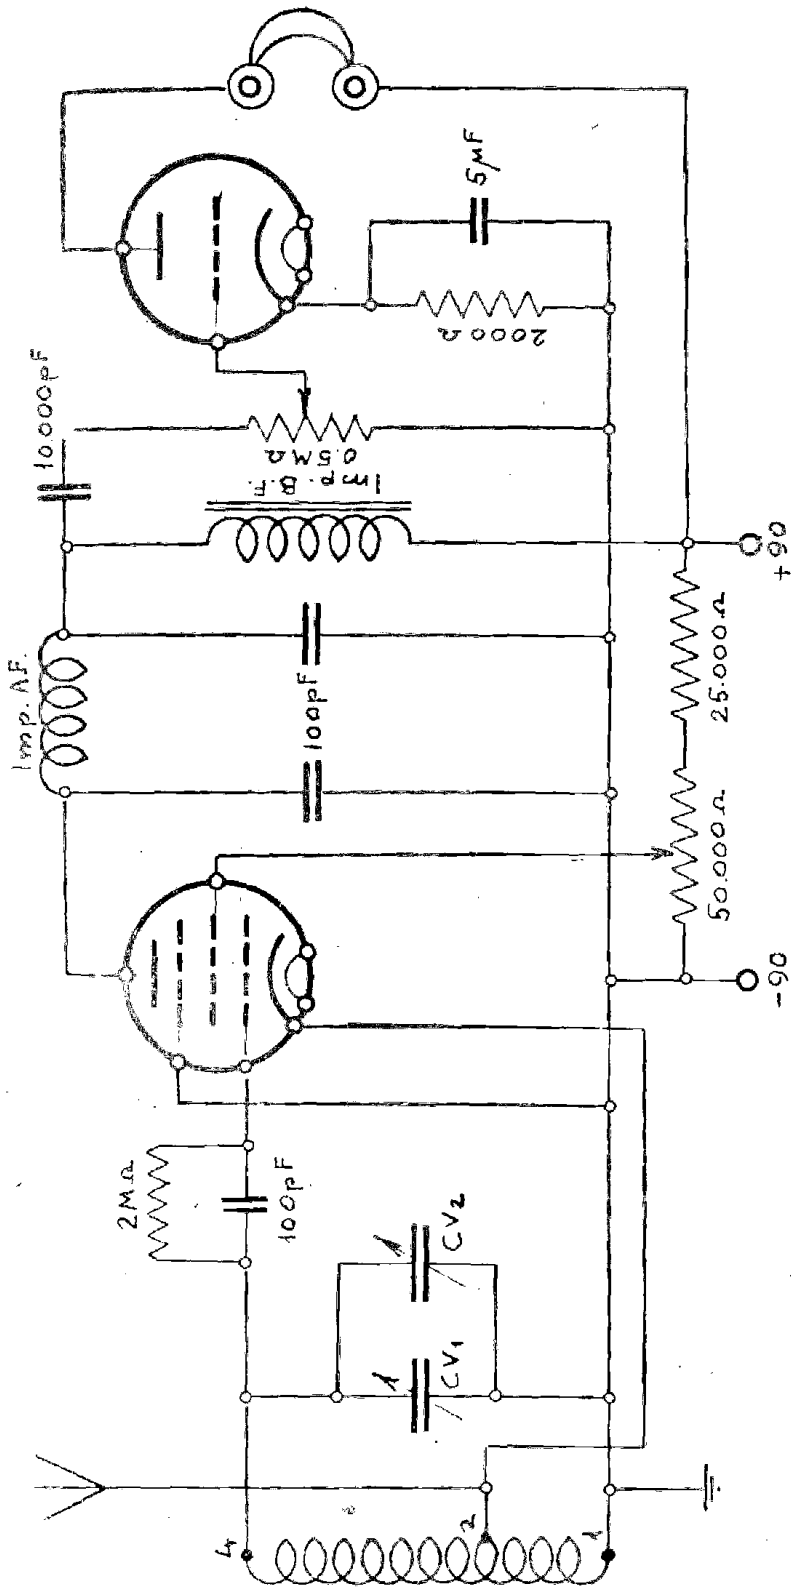 4
2
1
CV1
CV2
2MΩ
100pF
Imp. AF.
100pF
10.000pF
Imp. B.F.
0.5MΩ
2000Ω
5µF
50.000Ω
25.000Ω
-90
+90